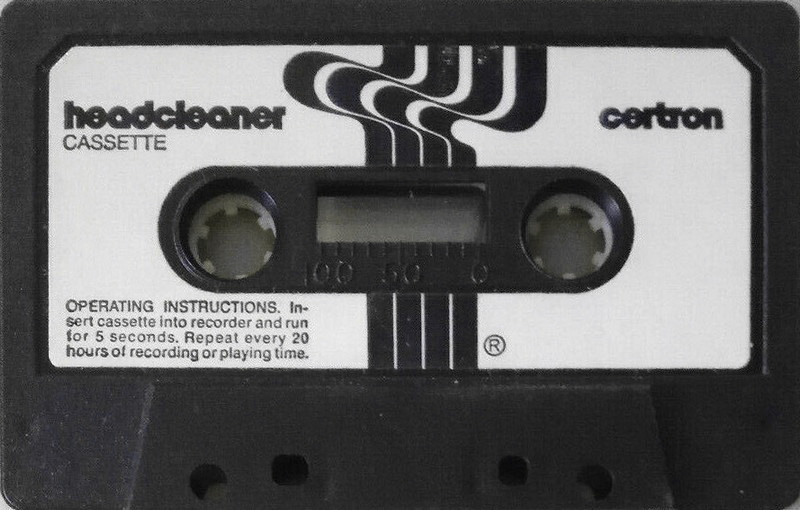 headcleaner
CASSETTE
certron
100 50 0
OPERATING INSTRUCTIONS. In-
sert cassette into recorder and run
for 5 seconds. Repeat every 20
hours of recording or playing time.
®